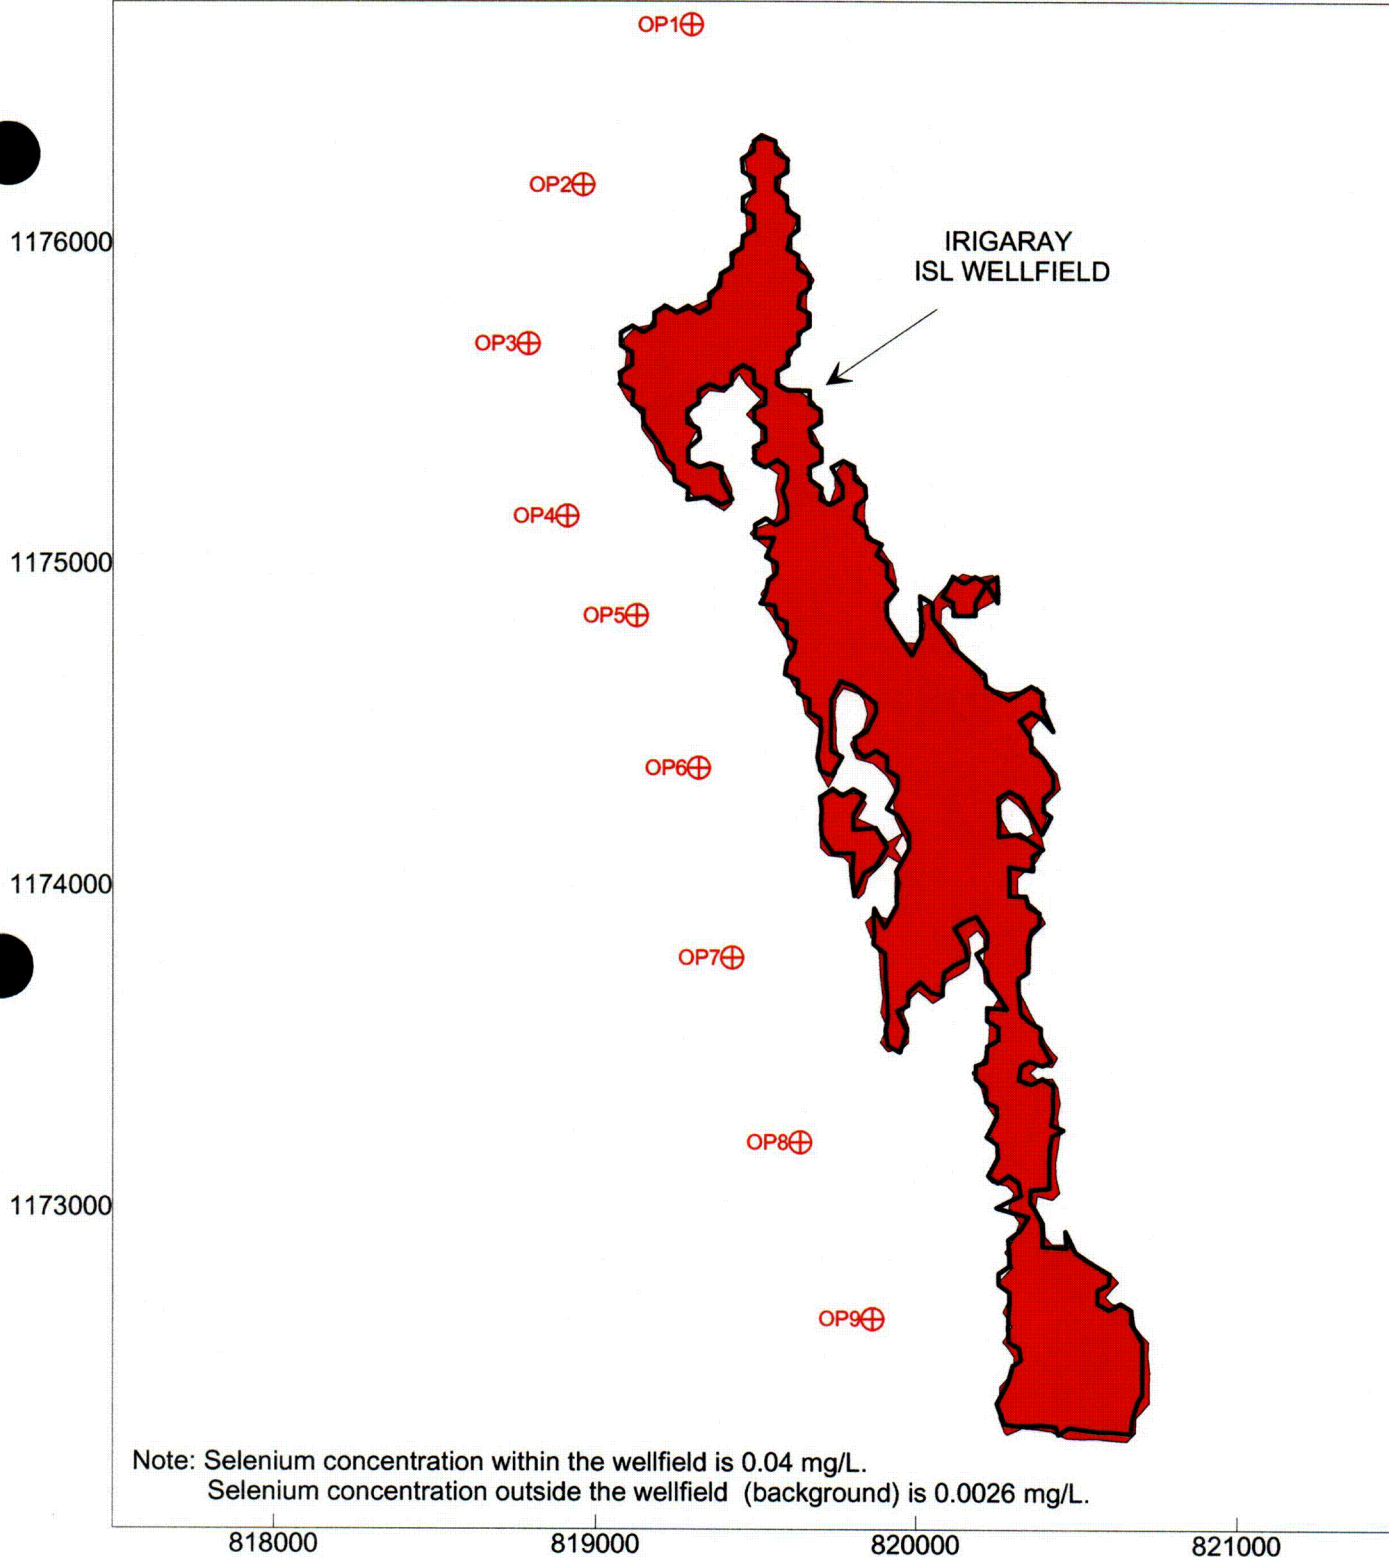 OP1
OP2
1176000
IRIGARAY
ISL WELLFIELD
OP3
OP4
1175000
OP5
OP6
1174000
OP7
OP8
1173000
OP9
Note: Selenium concentration within the wellfield is 0.04 mg/L.
Selenium concentration outside the wellfield (background) is 0.0026 mg/L.
818000 819000 820000 821000